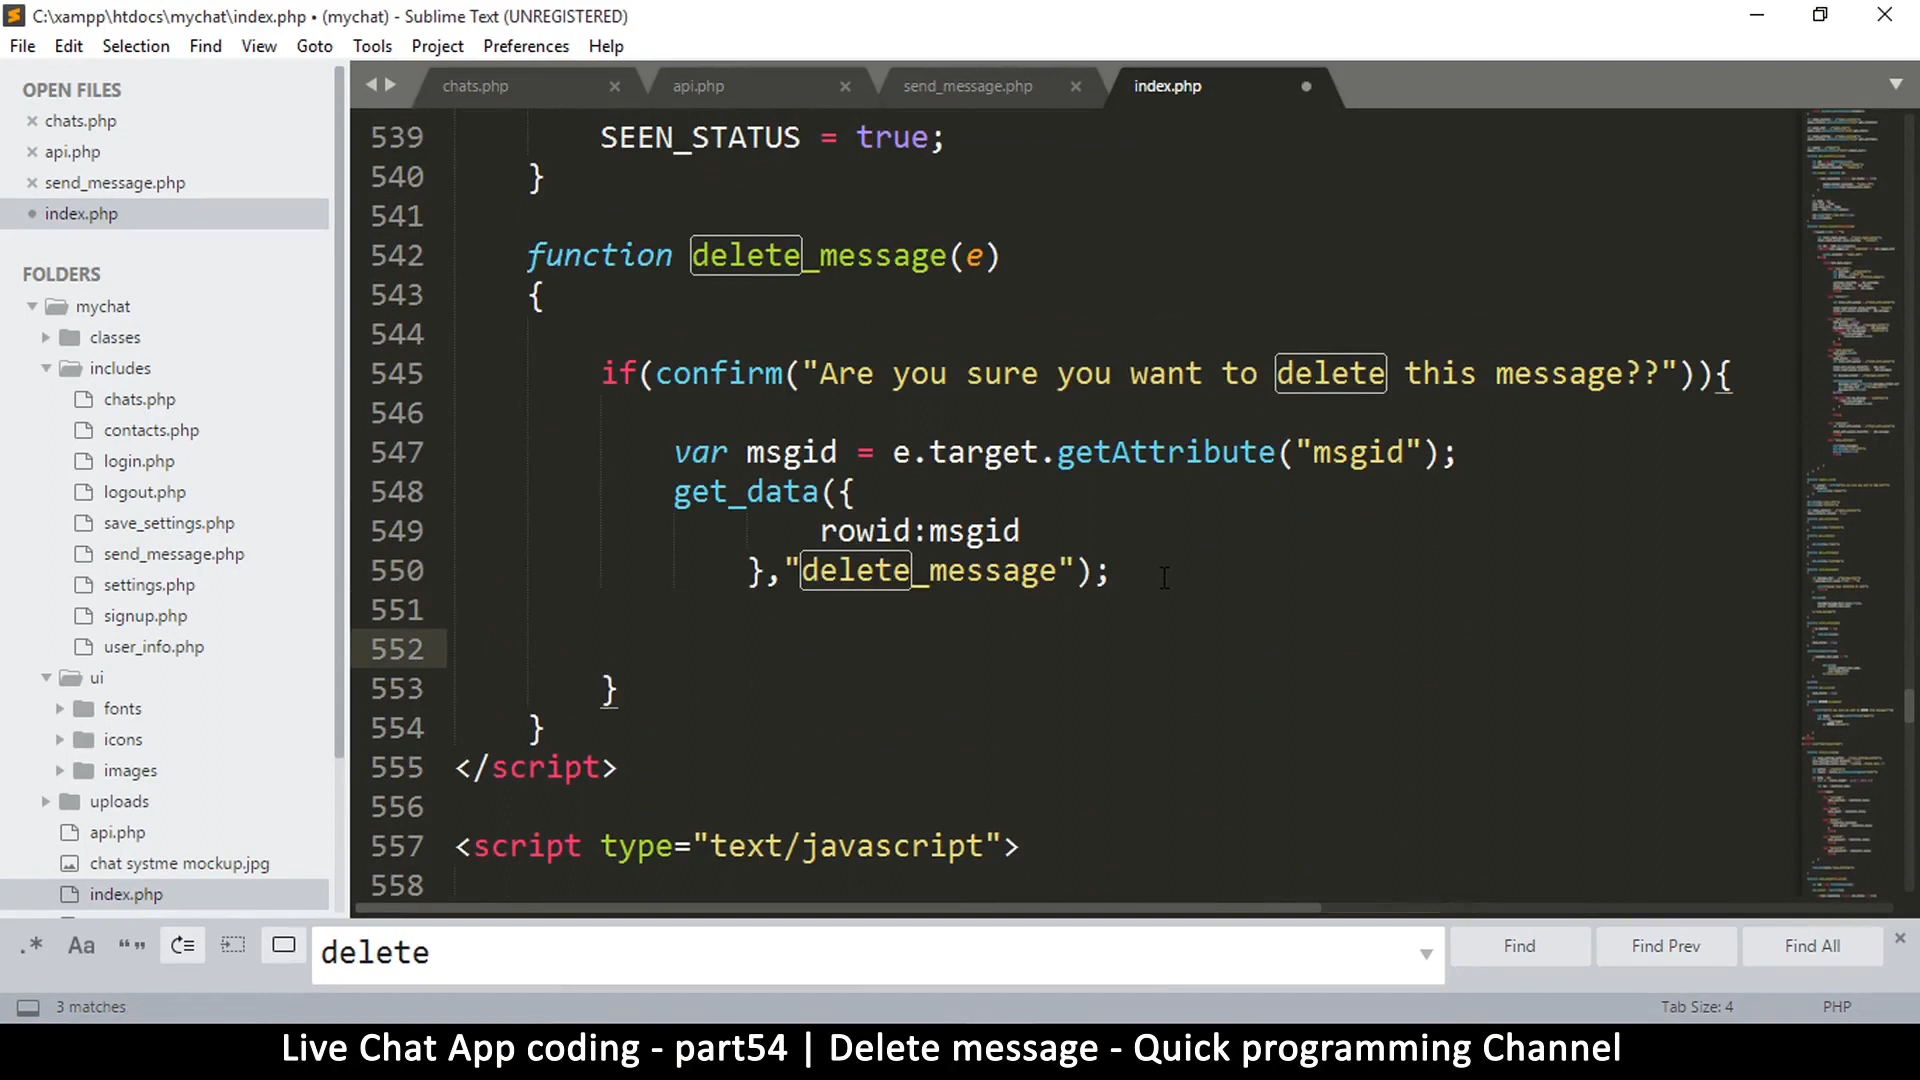 C:\xampp\htdocs\mychat\index.php • (mychat) - Sublime Text (UNREGISTERED)
File Edit Selection Find View Goto Tools Project Preferences Help
OPEN FILES
chats.php
api.php
send_message.php
index.php
FOLDERS
mychat
classes
includes
chats.php
contacts.php
login.php
logout.php
save_settings.php
send_message.php
settings.php
signup.php
user_info.php
ui
fonts
icons
images
uploads
api.php
chat systme mockup.jpg
index.php
chats.php api.php send_message.php index.php
539 SEEN_STATUS = true;
540 }
541
542 function delete_message(e)
543 {
544
545 if(confirm("Are you sure you want to delete this message??")){
546
547 var msgid = e.target.getAttribute("msgid");
548 get_data({
549 rowid:msgid
550 },"delete_message");
551
552
553 }
554 }
555 </script>
556
557 <script type="text/javascript">
558
.* Aa “” delete Find Find Prev Find All
3 matches Tab Size: 4 PHP
Live Chat App coding - part54 | Delete message - Quick programming Channel